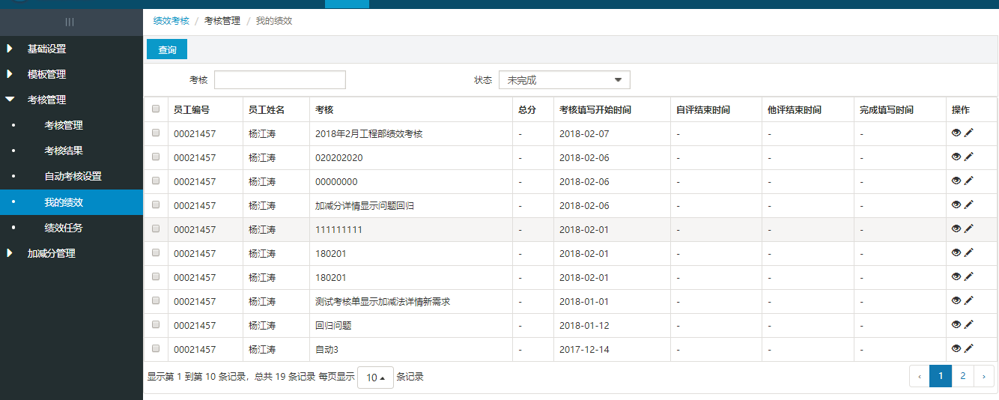 绩效考核 / 考核管理 / 我的绩效
基础设置
模板管理
考核管理
考核管理
考核结果
自动考核设置
我的绩效
绩效任务
加减分管理
查询
考核 状态 未完成
员工编号 员工姓名 考核 总分 考核填写开始时间 自评结束时间 他评结束时间 完成填写时间 操作
00021457 杨江涛 2018年2月工程部绩效考核 - 2018-02-07 - - -
00021457 杨江涛 020202020 - 2018-02-06 - - -
00021457 杨江涛 00000000 - 2018-02-06 - - -
00021457 杨江涛 加减分详情显示问题回归 - 2018-02-06 - - -
00021457 杨江涛 111111111 - 2018-02-01 - - -
00021457 杨江涛 180201 - 2018-02-01 - - -
00021457 杨江涛 180201 - 2018-02-01 - - -
00021457 杨江涛 测试考核单显示加减法详情新需求 - 2018-01-01 - - -
00021457 杨江涛 回归问题 - 2018-01-12 - - -
00021457 杨江涛 自动3 - 2017-12-14 - - -
显示第 1 到第 10 条记录，总共 19 条记录 每页显示 10 条记录
‹ 1 2 ›